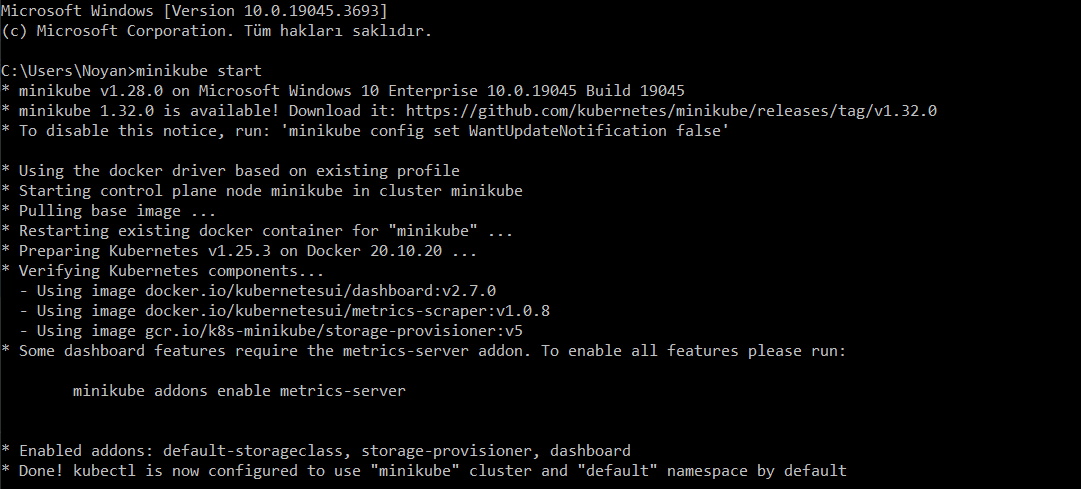 Microsoft Windows [Version 10.0.19045.3693]
(c) Microsoft Corporation. Tüm hakları saklıdır.
C:\Users\Noyan>minikube start
* minikube v1.28.0 on Microsoft Windows 10 Enterprise 10.0.19045 Build 19045
* minikube 1.32.0 is available! Download it: https://github.com/kubernetes/minikube/releases/tag/v1.32.0
* To disable this notice, run: 'minikube config set WantUpdateNotification false'
* Using the docker driver based on existing profile
* Starting control plane node minikube in cluster minikube
* Pulling base image ...
* Restarting existing docker container for "minikube" ...
* Preparing Kubernetes v1.25.3 on Docker 20.10.20 ...
* Verifying Kubernetes components...
  - Using image docker.io/kubernetesui/dashboard:v2.7.0
  - Using image docker.io/kubernetesui/metrics-scraper:v1.0.8
  - Using image gcr.io/k8s-minikube/storage-provisioner:v5
* Some dashboard features require the metrics-server addon. To enable all features please run:
        minikube addons enable metrics-server
* Enabled addons: default-storageclass, storage-provisioner, dashboard
* Done! kubectl is now configured to use "minikube" cluster and "default" namespace by default